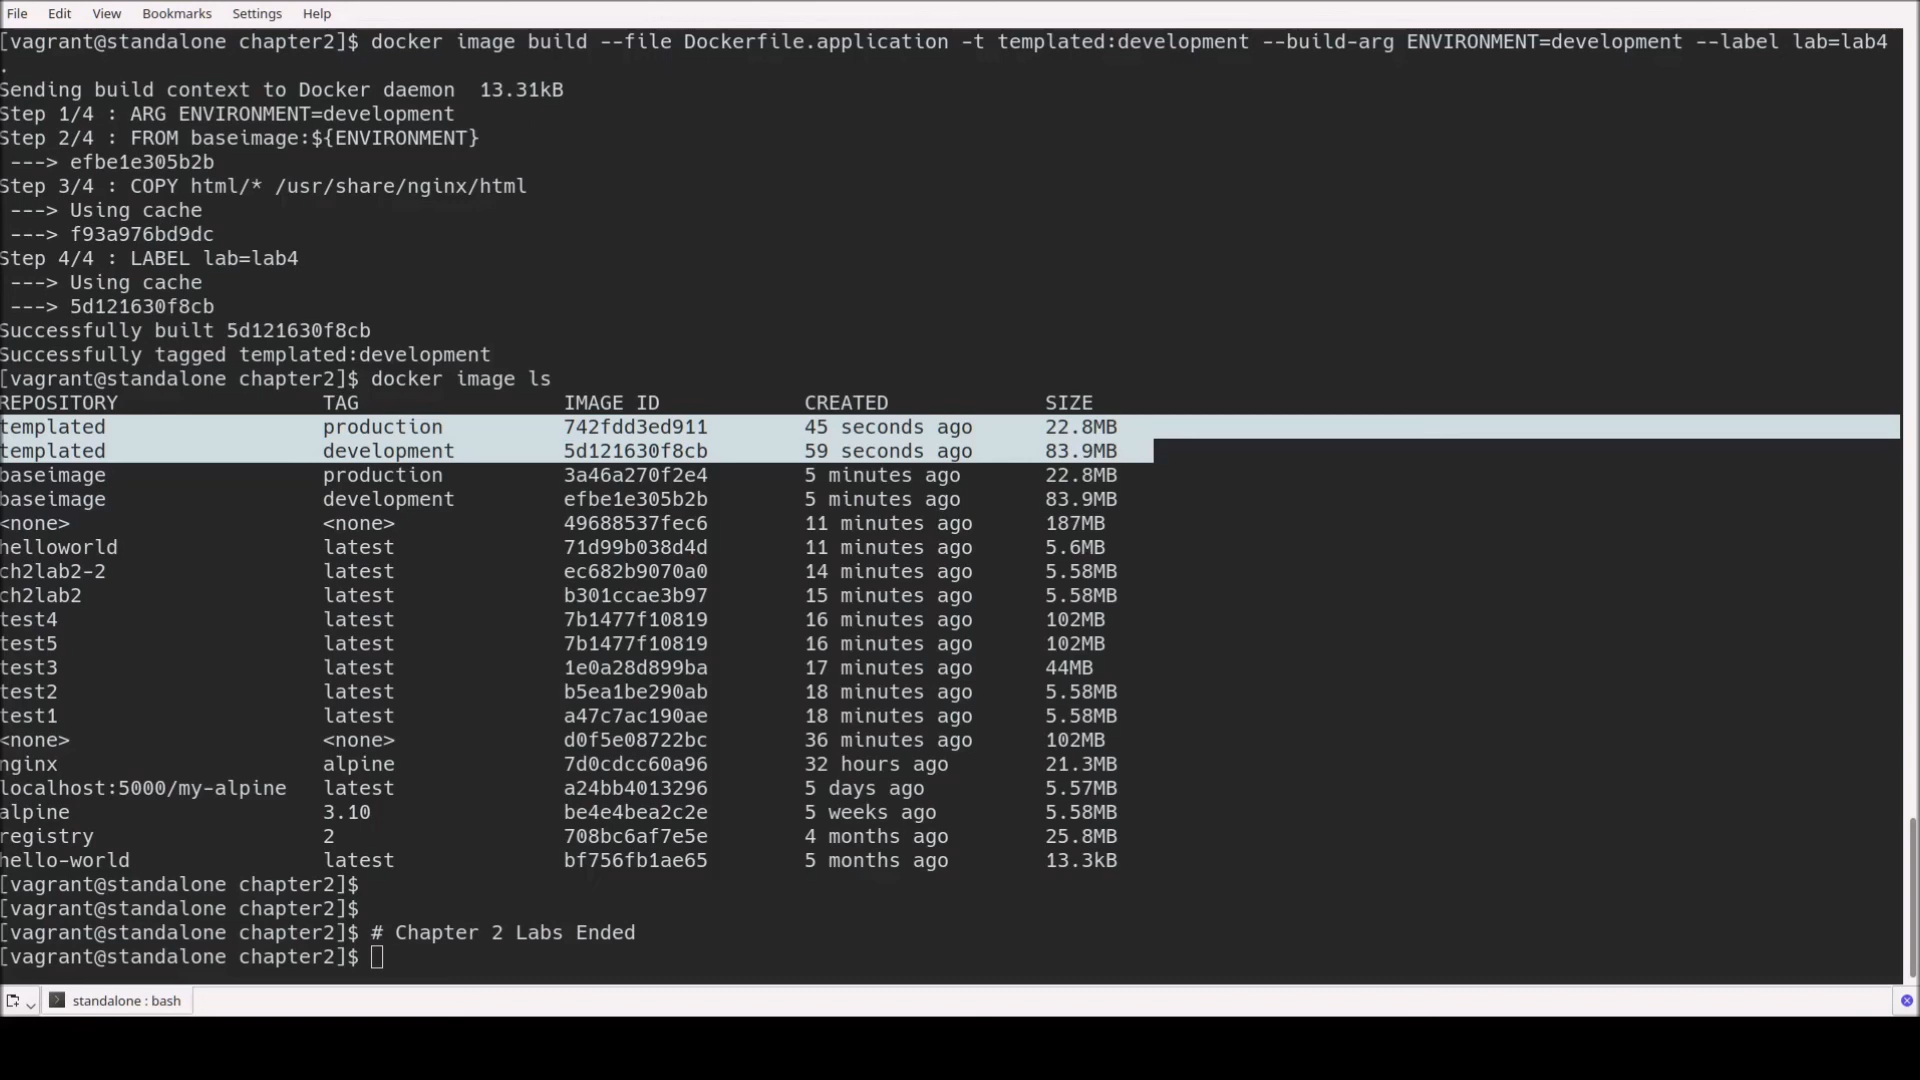 File Edit View Bookmarks Settings Help
[vagrant@standalone chapter2]$ docker image build --file Dockerfile.application -t templated:development --build-arg ENVIRONMENT=development --label lab=lab4
.
Sending build context to Docker daemon  13.31kB
Step 1/4 : ARG ENVIRONMENT=development
Step 2/4 : FROM baseimage:${ENVIRONMENT}
 ---> efbe1e305b2b
Step 3/4 : COPY html/* /usr/share/nginx/html
 ---> Using cache
 ---> f93a976bd9dc
Step 4/4 : LABEL lab=lab4
 ---> Using cache
 ---> 5d121630f8cb
Successfully built 5d121630f8cb
Successfully tagged templated:development
[vagrant@standalone chapter2]$ docker image ls
REPOSITORY                 TAG                 IMAGE ID            CREATED             SIZE
templated                  production          742fdd3ed911        45 seconds ago      22.8MB
templated                  development         5d121630f8cb        59 seconds ago      83.9MB
baseimage                  production          3a46a270f2e4        5 minutes ago       22.8MB
baseimage                  development         efbe1e305b2b        5 minutes ago       83.9MB
<none>                     <none>              49688537fec6        11 minutes ago      187MB
helloworld                 latest              71d99b038d4d        11 minutes ago      5.6MB
ch2lab2-2                  latest              ec682b9070a0        14 minutes ago      5.58MB
ch2lab2                    latest              b301ccae3b97        15 minutes ago      5.58MB
test4                      latest              7b1477f10819        16 minutes ago      102MB
test5                      latest              7b1477f10819        16 minutes ago      102MB
test3                      latest              1e0a28d899ba        17 minutes ago      44MB
test2                      latest              b5ea1be290ab        18 minutes ago      5.58MB
test1                      latest              a47c7ac190ae        18 minutes ago      5.58MB
<none>                     <none>              d0f5e08722bc        36 minutes ago      102MB
nginx                      alpine              7d0cdcc60a96        32 hours ago        21.3MB
localhost:5000/my-alpine   latest              a24bb4013296        5 days ago          5.57MB
alpine                     3.10                be4e4bea2c2e        5 weeks ago         5.58MB
registry                   2                   708bc6af7e5e        4 months ago        25.8MB
hello-world                latest              bf756fb1ae65        5 months ago        13.3kB
[vagrant@standalone chapter2]$
[vagrant@standalone chapter2]$
[vagrant@standalone chapter2]$ # Chapter 2 Labs Ended
[vagrant@standalone chapter2]$
standalone : bash